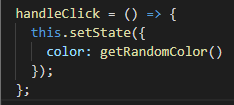 handleClick = () => {
  this.setState({
    color: getRandomColor()
  });
};